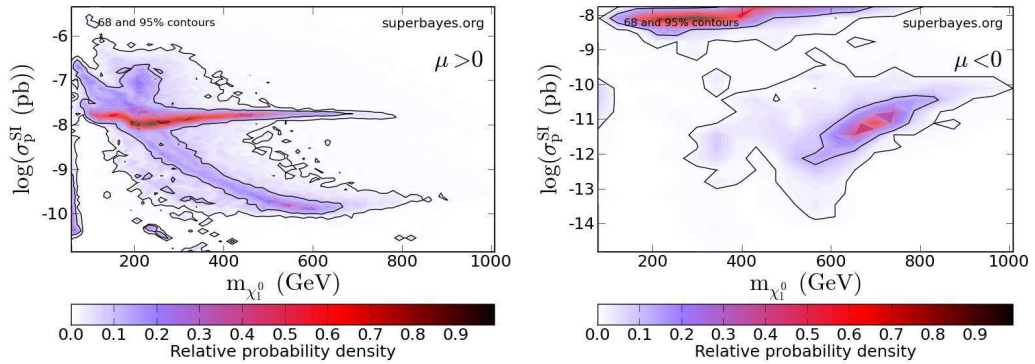 68 and 95% contours
superbayes.org
μ > 0
log(σ_p^SI (pb))
-6
-7
-8
-9
-10
200
400
600
800
1000
m_χ₁⁰ (GeV)
0.0 0.1 0.2 0.3 0.4 0.5 0.6 0.7 0.8 0.9
Relative probability density
68 and 95% contours
superbayes.org
μ < 0
log(σ_p^SI (pb))
-8
-9
-10
-11
-12
-13
-14
200
400
600
800
1000
m_χ₁⁰ (GeV)
0.0 0.1 0.2 0.3 0.4 0.5 0.6 0.7 0.8 0.9
Relative probability density